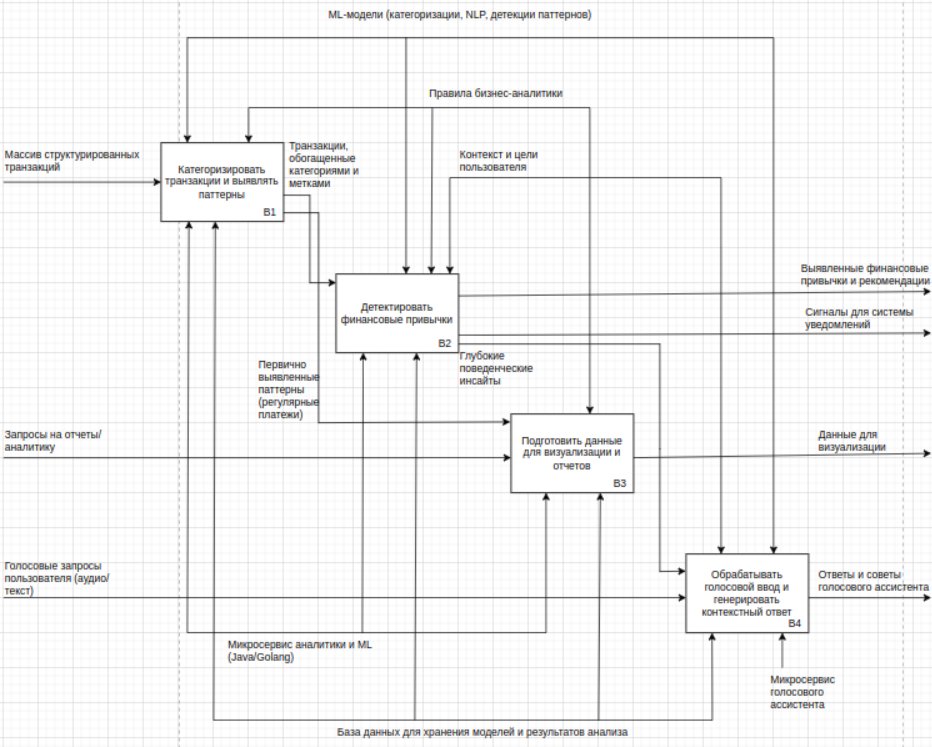 ML-модели (категоризации, NLP, детекции паттернов)
Правила бизнес-аналитики
Массив структурированных
транзакций
Категоризировать
транзакции и выявлять
паттерны
B1
Транзакции,
обогащенные
категориями и
метками
Контекст и цели
пользователя
Детектировать
финансовые привычки
B2
Выявленные финансовые
привычки и рекомендации
Сигналы для системы
уведомлений
Глубокие
поведенческие
инсайты
Первично
выявленные
паттерны
(регулярные
платежи)
Запросы на отчеты/
аналитику
Подготовить данные
для визуализации и
отчетов
B3
Данные для
визуализации
Голосовые запросы
пользователя (аудио/
текст)
Обрабатывать
голосовой ввод и
генерировать
контекстный ответ
B4
Ответы и советы
голосового ассистента
Микросервис аналитики и ML
(Java/Golang)
Микросервис
голосового
ассистента
База данных для хранения моделей и результатов анализа